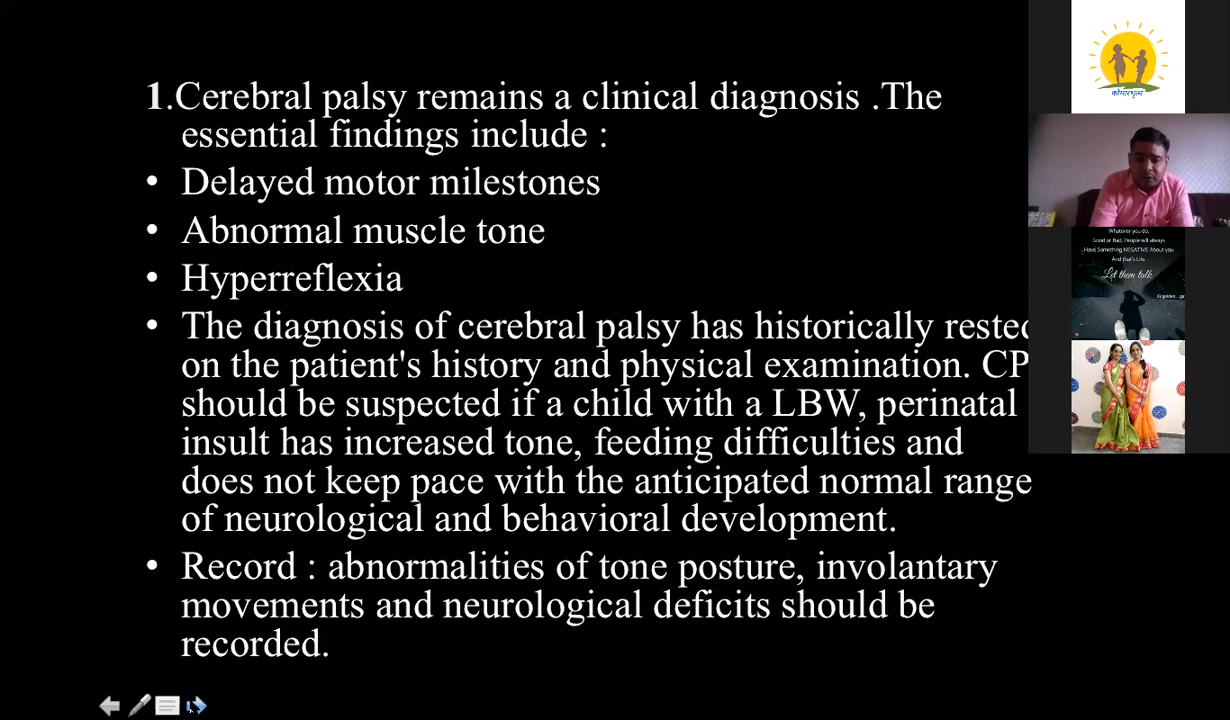 1.Cerebral palsy remains a clinical diagnosis .The
essential findings include :
• Delayed motor milestones
• Abnormal muscle tone
• Hyperreflexia
• The diagnosis of cerebral palsy has historically rested
on the patient's history and physical examination. CP
should be suspected if a child with a LBW, perinatal
insult has increased tone, feeding difficulties and
does not keep pace with the anticipated normal range
of neurological and behavioral development.
• Record : abnormalities of tone posture, involantary
movements and neurological deficits should be
recorded.
कौमारभृत्य
Whatever you do,
Good or Bad, People will always
Have Something NEGATIVE About you
And that's Life.
Let them talk